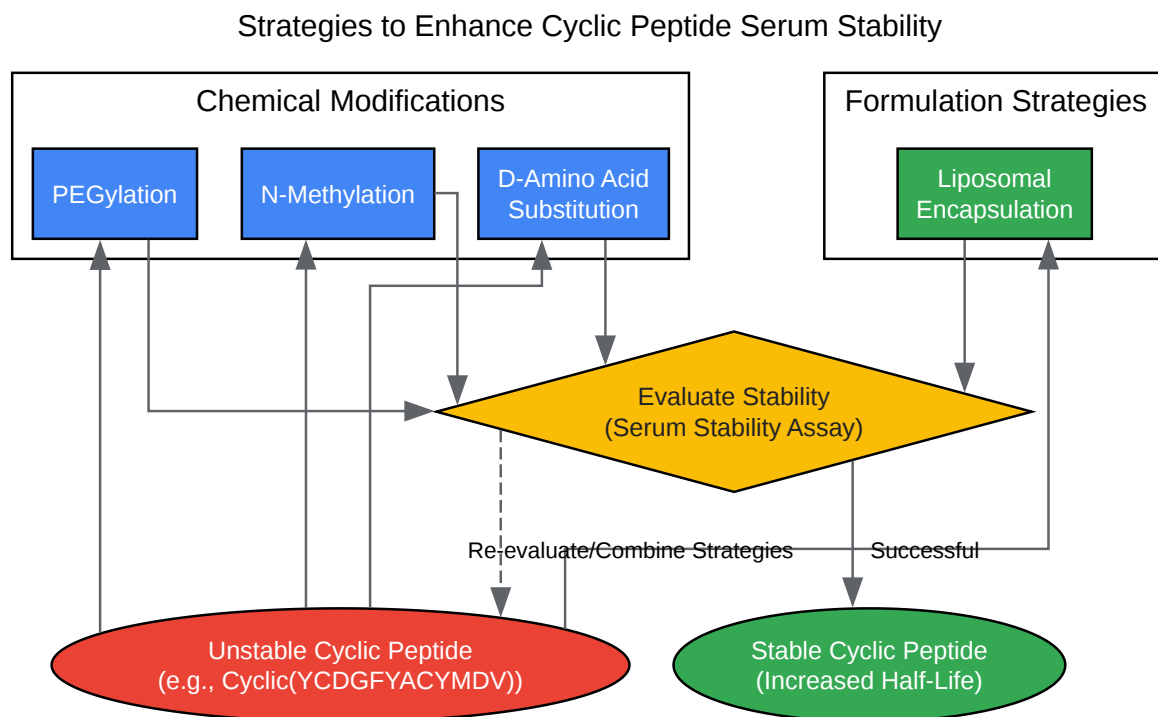 Strategies to Enhance Cyclic Peptide Serum Stability
Chemical Modifications
Formulation Strategies
PEGylation
N-Methylation
D-Amino Acid
Substitution
Liposomal
Encapsulation
Evaluate Stability
(Serum Stability Assay)
Re-evaluate/Combine Strategies
Successful
Unstable Cyclic Peptide
(e.g., Cyclic(YCDGFYACYMDV))
Stable Cyclic Peptide
(Increased Half-Life)